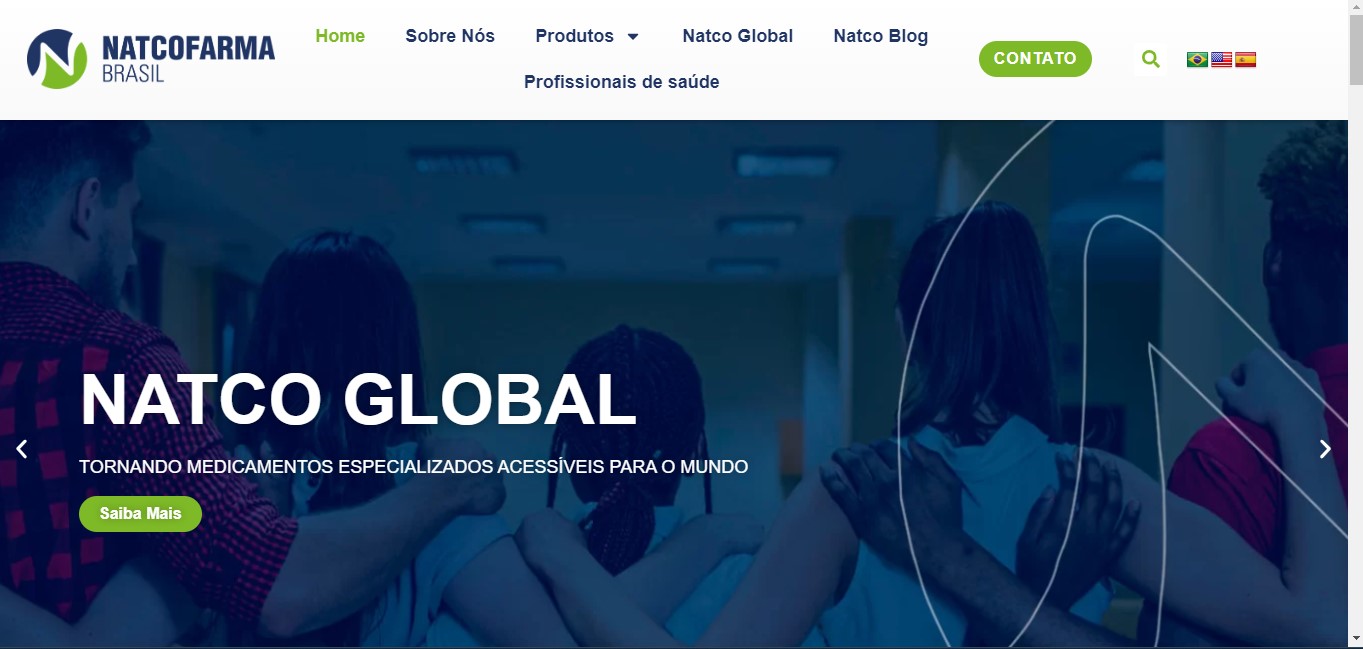 NATCOFARMA
BRASIL
Home
Sobre Nós
Produtos
Natco Global
Natco Blog
Profissionais de saúde
CONTATO
NATCO GLOBAL
TORNANDO MEDICAMENTOS ESPECIALIZADOS ACESSÍVEIS PARA O MUNDO
Saiba Mais